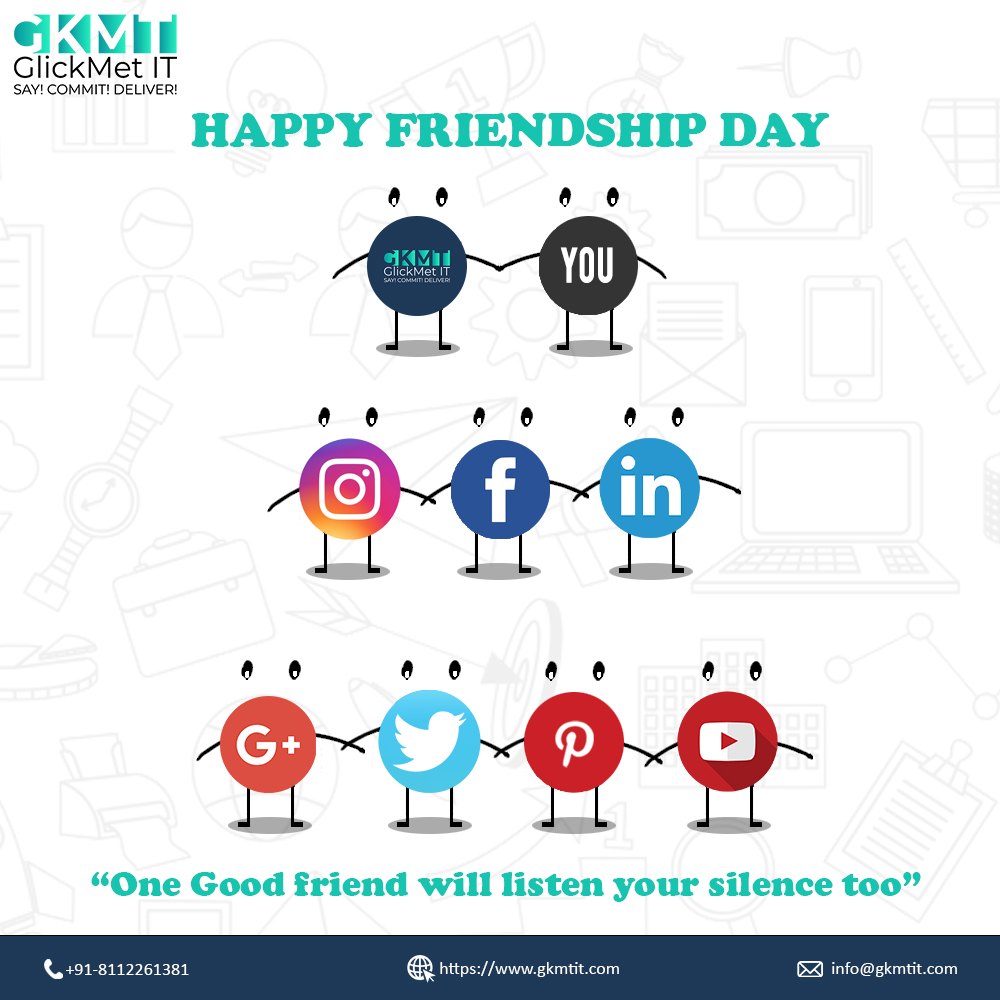 GKMT
GlickMet IT
SAY! COMMIT! DELIVER!
HAPPY FRIENDSHIP DAY
GKMT
GlickMet IT
SAY! COMMIT! DELIVER!
YOU
f
in
G+
“One Good friend will listen your silence too”
+91-8112261381
https://www.gkmtit.com
info@gkmtit.com